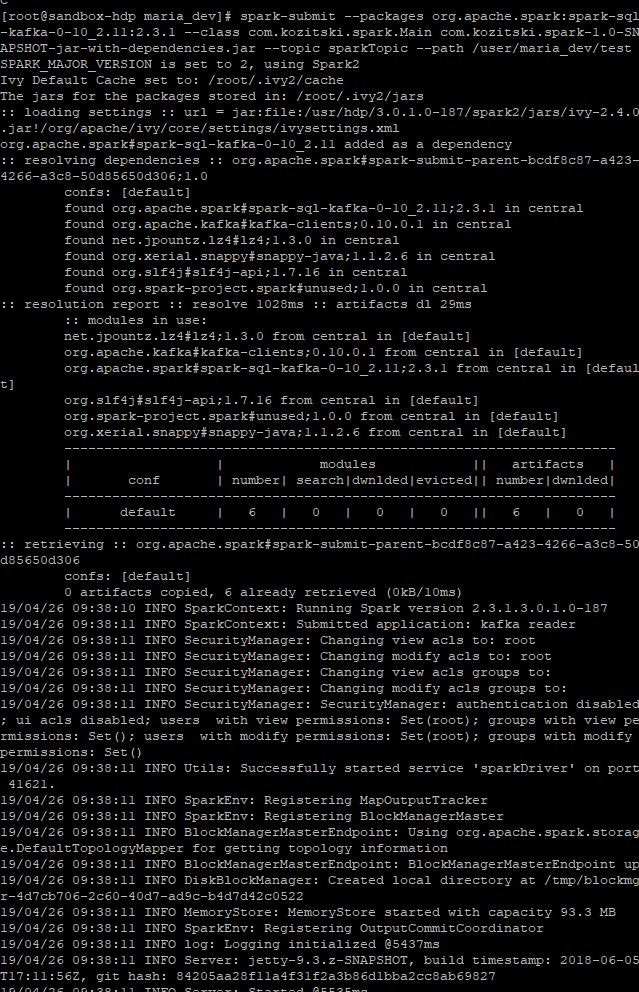 C
[root@sandbox-hdp maria_dev]# spark-submit --packages org.apache.spark:spark-sql
-kafka-0-10_2.11:2.3.1 --class com.kozitski.spark.Main com.kozitski.spark-1.0-SN
APSHOT-jar-with-dependencies.jar --topic sparkTopic --path /user/maria_dev/test
SPARK_MAJOR_VERSION is set to 2, using Spark2
Ivy Default Cache set to: /root/.ivy2/cache
The jars for the packages stored in: /root/.ivy2/jars
:: loading settings :: url = jar:file:/usr/hdp/3.0.1.0-187/spark2/jars/ivy-2.4.0
.jar!/org/apache/ivy/core/settings/ivysettings.xml
org.apache.spark#spark-sql-kafka-0-10_2.11 added as a dependency
:: resolving dependencies :: org.apache.spark#spark-submit-parent-bcdf8c87-a423-
4266-a3c8-50d85650d306;1.0
confs: [default]
found org.apache.spark#spark-sql-kafka-0-10_2.11;2.3.1 in central
found org.apache.kafka#kafka-clients;0.10.0.1 in central
found net.jpountz.lz4#lz4;1.3.0 in central
found org.xerial.snappy#snappy-java;1.1.2.6 in central
found org.slf4j#slf4j-api;1.7.16 in central
found org.spark-project.spark#unused;1.0.0 in central
:: resolution report :: resolve 1028ms :: artifacts dl 29ms
:: modules in use:
net.jpountz.lz4#lz4;1.3.0 from central in [default]
org.apache.kafka#kafka-clients;0.10.0.1 from central in [default]
org.apache.spark#spark-sql-kafka-0-10_2.11;2.3.1 from central in [defaul
t]
org.slf4j#slf4j-api;1.7.16 from central in [default]
org.spark-project.spark#unused;1.0.0 from central in [default]
org.xerial.snappy#snappy-java;1.1.2.6 from central in [default]
---------------------------------------------------------------------
|                  |            modules            ||   artifacts   |
|       conf       | number| search|dwnlded|evicted|| number|dwnlded|
---------------------------------------------------------------------
|      default     |   6   |   0   |   0   |   0   ||   6   |   0   |
---------------------------------------------------------------------
:: retrieving :: org.apache.spark#spark-submit-parent-bcdf8c87-a423-4266-a3c8-50
d85650d306
confs: [default]
0 artifacts copied, 6 already retrieved (0kB/10ms)
19/04/26 09:38:10 INFO SparkContext: Running Spark version 2.3.1.3.0.1.0-187
19/04/26 09:38:11 INFO SparkContext: Submitted application: kafka reader
19/04/26 09:38:11 INFO SecurityManager: Changing view acls to: root
19/04/26 09:38:11 INFO SecurityManager: Changing modify acls to: root
19/04/26 09:38:11 INFO SecurityManager: Changing view acls groups to:
19/04/26 09:38:11 INFO SecurityManager: Changing modify acls groups to:
19/04/26 09:38:11 INFO SecurityManager: SecurityManager: authentication disabled
; ui acls disabled; users  with view permissions: Set(root); groups with view pe
rmissions: Set(); users  with modify permissions: Set(root); groups with modify
permissions: Set()
19/04/26 09:38:11 INFO Utils: Successfully started service 'sparkDriver' on port
41621.
19/04/26 09:38:11 INFO SparkEnv: Registering MapOutputTracker
19/04/26 09:38:11 INFO SparkEnv: Registering BlockManagerMaster
19/04/26 09:38:11 INFO BlockManagerMasterEndpoint: Using org.apache.spark.storag
e.DefaultTopologyMapper for getting topology information
19/04/26 09:38:11 INFO BlockManagerMasterEndpoint: BlockManagerMasterEndpoint up
19/04/26 09:38:11 INFO DiskBlockManager: Created local directory at /tmp/blockmg
r-4d7cb706-2c60-40d7-ad9c-b4d7d42c0522
19/04/26 09:38:11 INFO MemoryStore: MemoryStore started with capacity 93.3 MB
19/04/26 09:38:11 INFO SparkEnv: Registering OutputCommitCoordinator
19/04/26 09:38:11 INFO log: Logging initialized @5437ms
19/04/26 09:38:11 INFO Server: jetty-9.3.z-SNAPSHOT, build timestamp: 2018-06-05
T17:11:56Z, git hash: 84205aa28f11a4f31f2a3b86d1bba2cc8ab69827
19/04/26 09:38:11 INFO Server: Started @5535ms